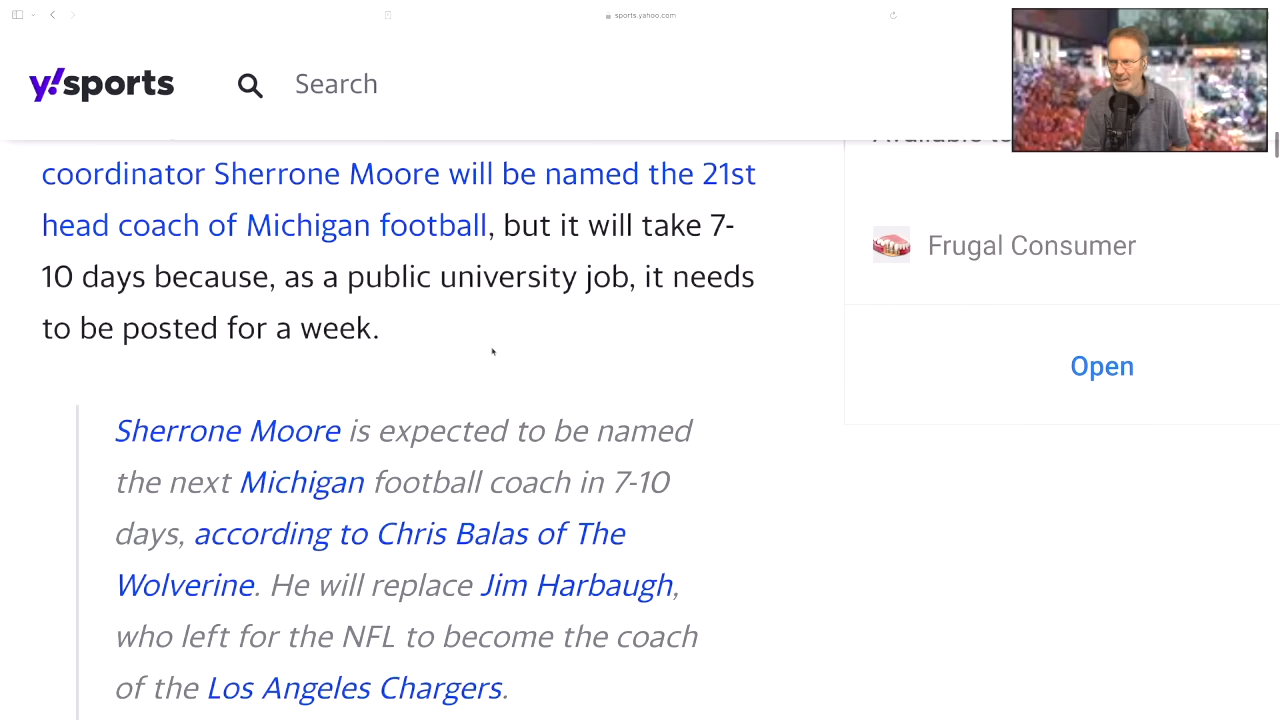 sports.yahoo.com
y!sports
Search
coordinator Sherrone Moore will be named the 21st
head coach of Michigan football, but it will take 7-
10 days because, as a public university job, it needs
to be posted for a week.
Sherrone Moore is expected to be named
the next Michigan football coach in 7-10
days, according to Chris Balas of The
Wolverine. He will replace Jim Harbaugh,
who left for the NFL to become the coach
of the Los Angeles Chargers.
Frugal Consumer
Open